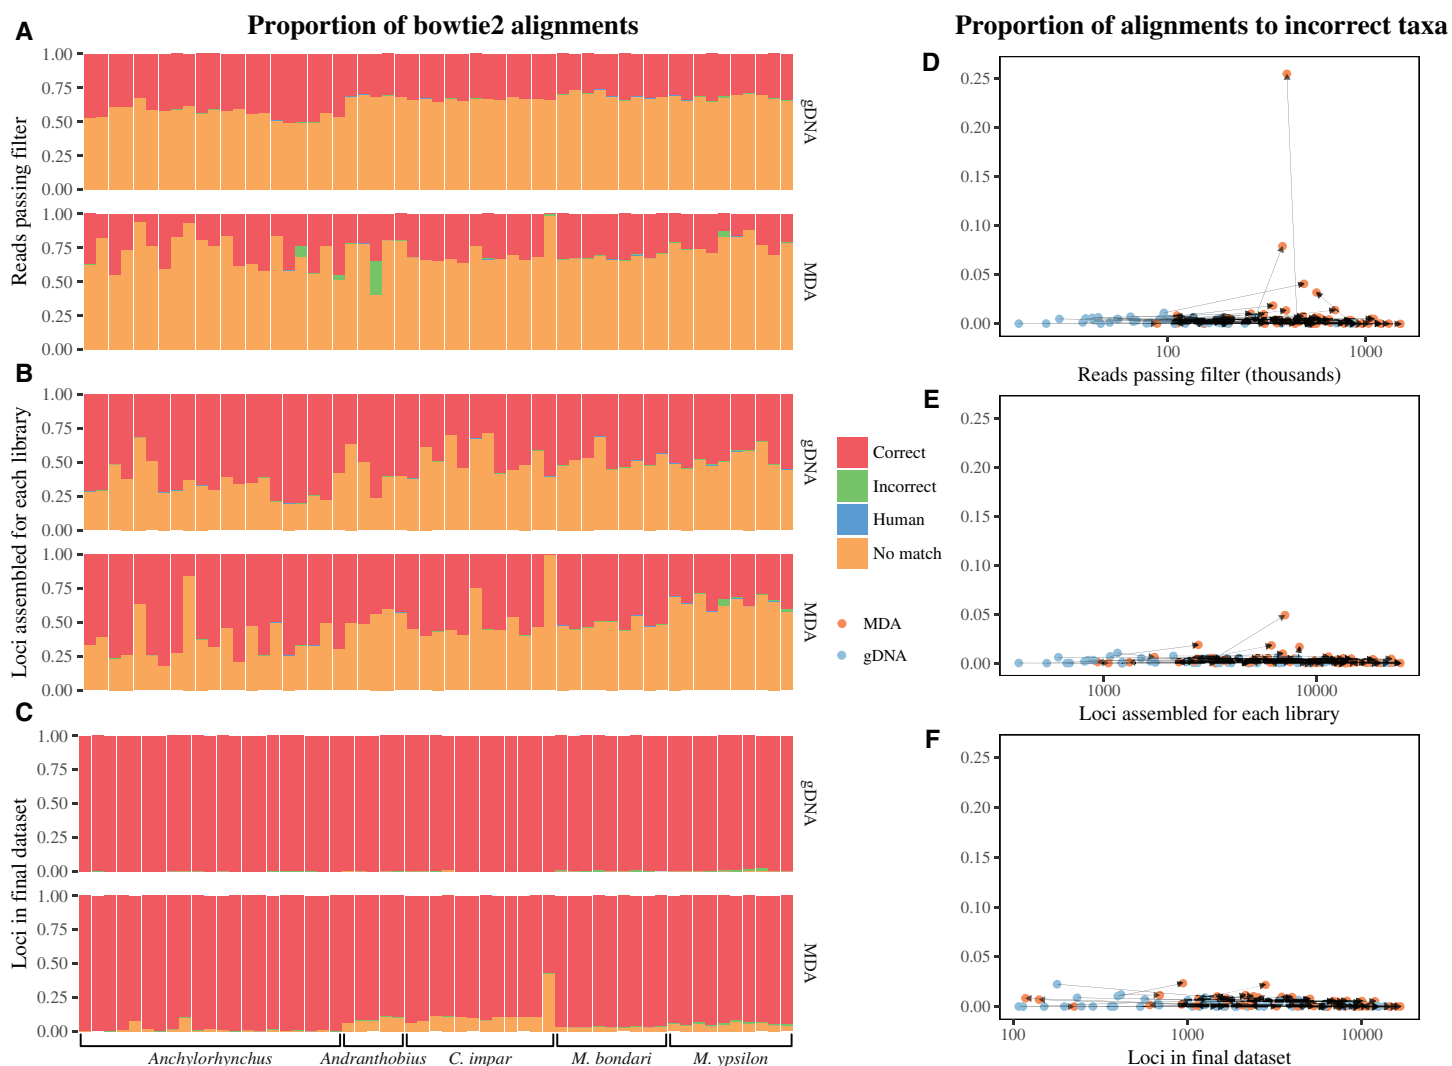 Proportion of bowtie2 alignments
Proportion of alignments to incorrect taxa
A
Reads passing filter
1.00
0.75
0.50
0.25
0.00
gDNA
1.00
0.75
0.50
0.25
0.00
MDA
B
Loci assembled for each library
1.00
0.75
0.50
0.25
0.00
gDNA
1.00
0.75
0.50
0.25
0.00
MDA
C
Loci in final dataset
1.00
0.75
0.50
0.25
0.00
gDNA
1.00
0.75
0.50
0.25
0.00
MDA
Anchylorhynchus
Andranthobius
C. impar
M. bondari
M. ypsilon
Correct
Incorrect
Human
No match
MDA
gDNA
D
0.25
0.20
0.15
0.10
0.05
0.00
100
1000
Reads passing filter (thousands)
E
0.25
0.20
0.15
0.10
0.05
0.00
1000
10000
Loci assembled for each library
F
0.25
0.20
0.15
0.10
0.05
0.00
100
1000
10000
Loci in final dataset